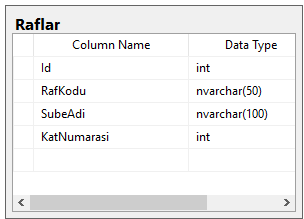 Raflar
Column Name Data Type
Id int
RafKodu nvarchar(50)
SubeAdi nvarchar(100)
KatNumarasi int